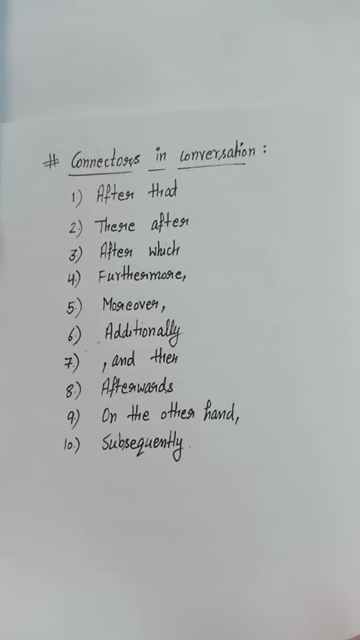 # Connectors in conversation :
1) After that
2.) There after
3) After which
4) Furthermore,
5.) Moreover,
6.) Additionally
7.) , and then
8.) Afterwards
9) On the other hand,
10.) Subsequently.